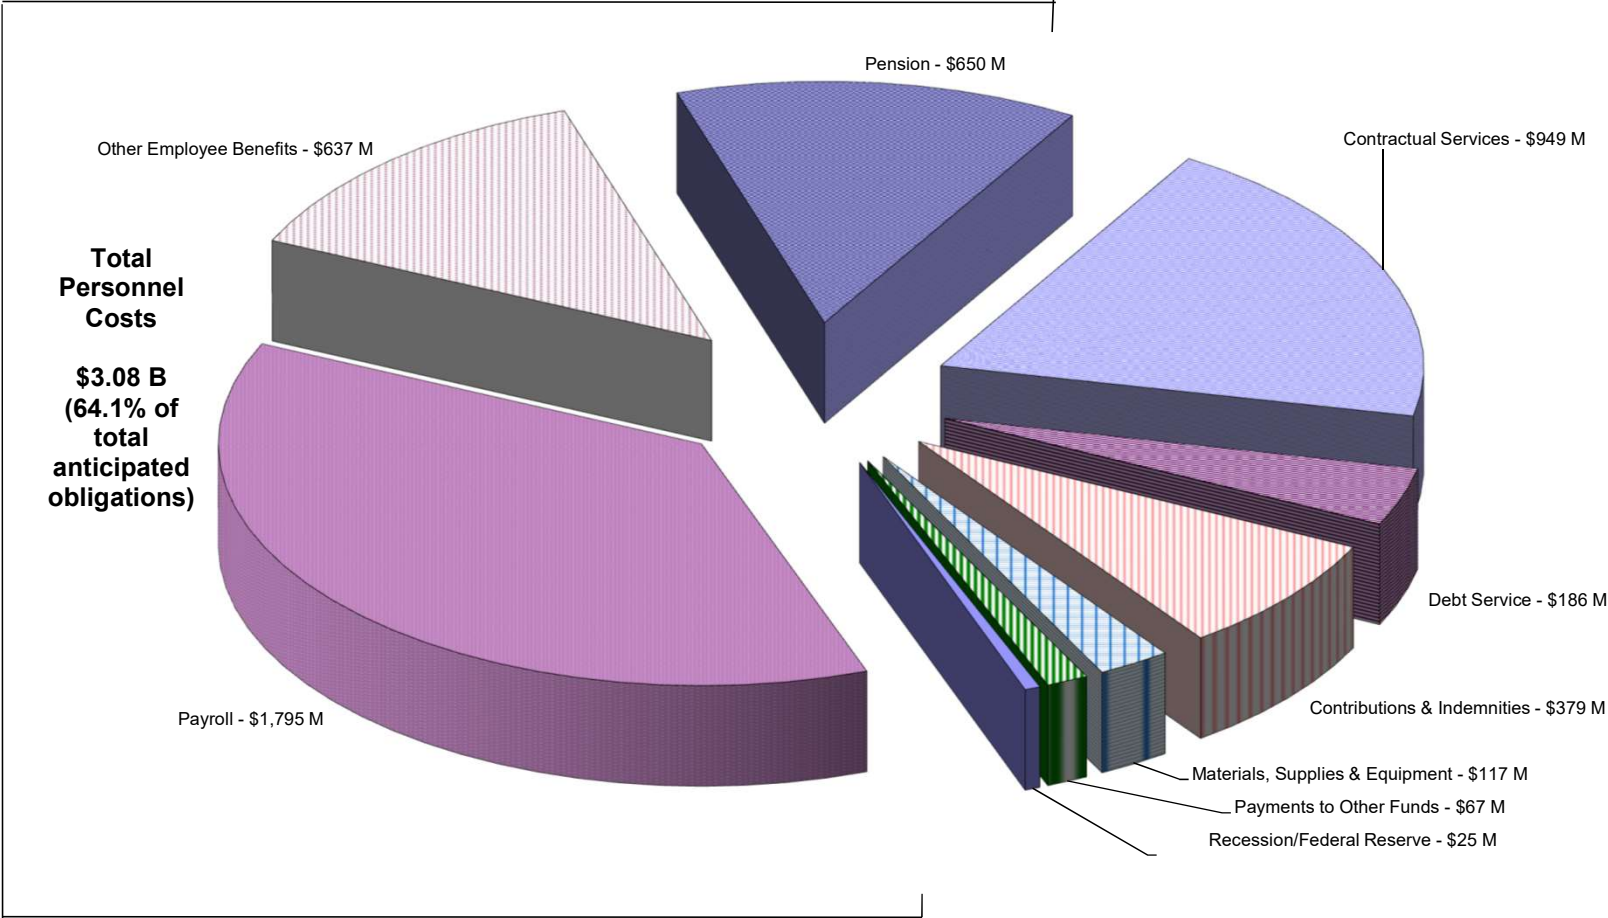 Pension - $650 M
Contractual Services - $949 M
Other Employee Benefits - $637 M
Total
Personnel
Costs
$3.08 B
(64.1% of
total
anticipated
obligations)
Debt Service - $186 M
Contributions & Indemnities - $379 M
Payroll - $1,795 M
Materials, Supplies & Equipment - $117 M
Payments to Other Funds - $67 M
Recession/Federal Reserve - $25 M